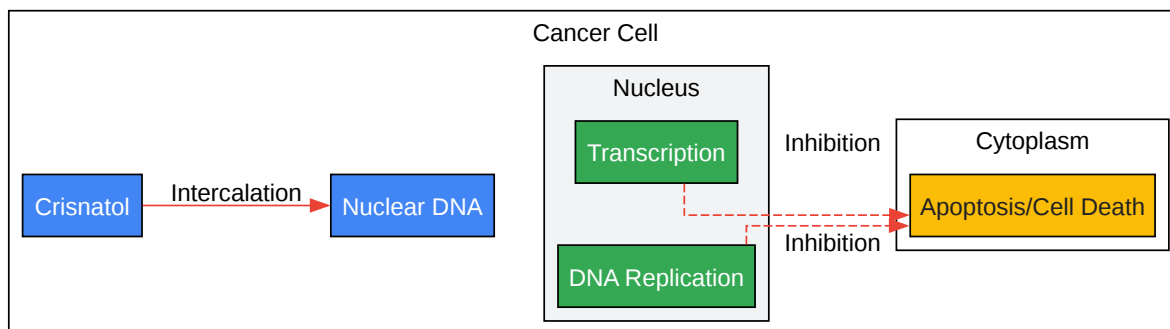 Cancer Cell
Nucleus
Transcription
Inhibition
Cytoplasm
Crisnatol
Intercalation
Nuclear DNA
Apoptosis/Cell Death
Inhibition
DNA Replication